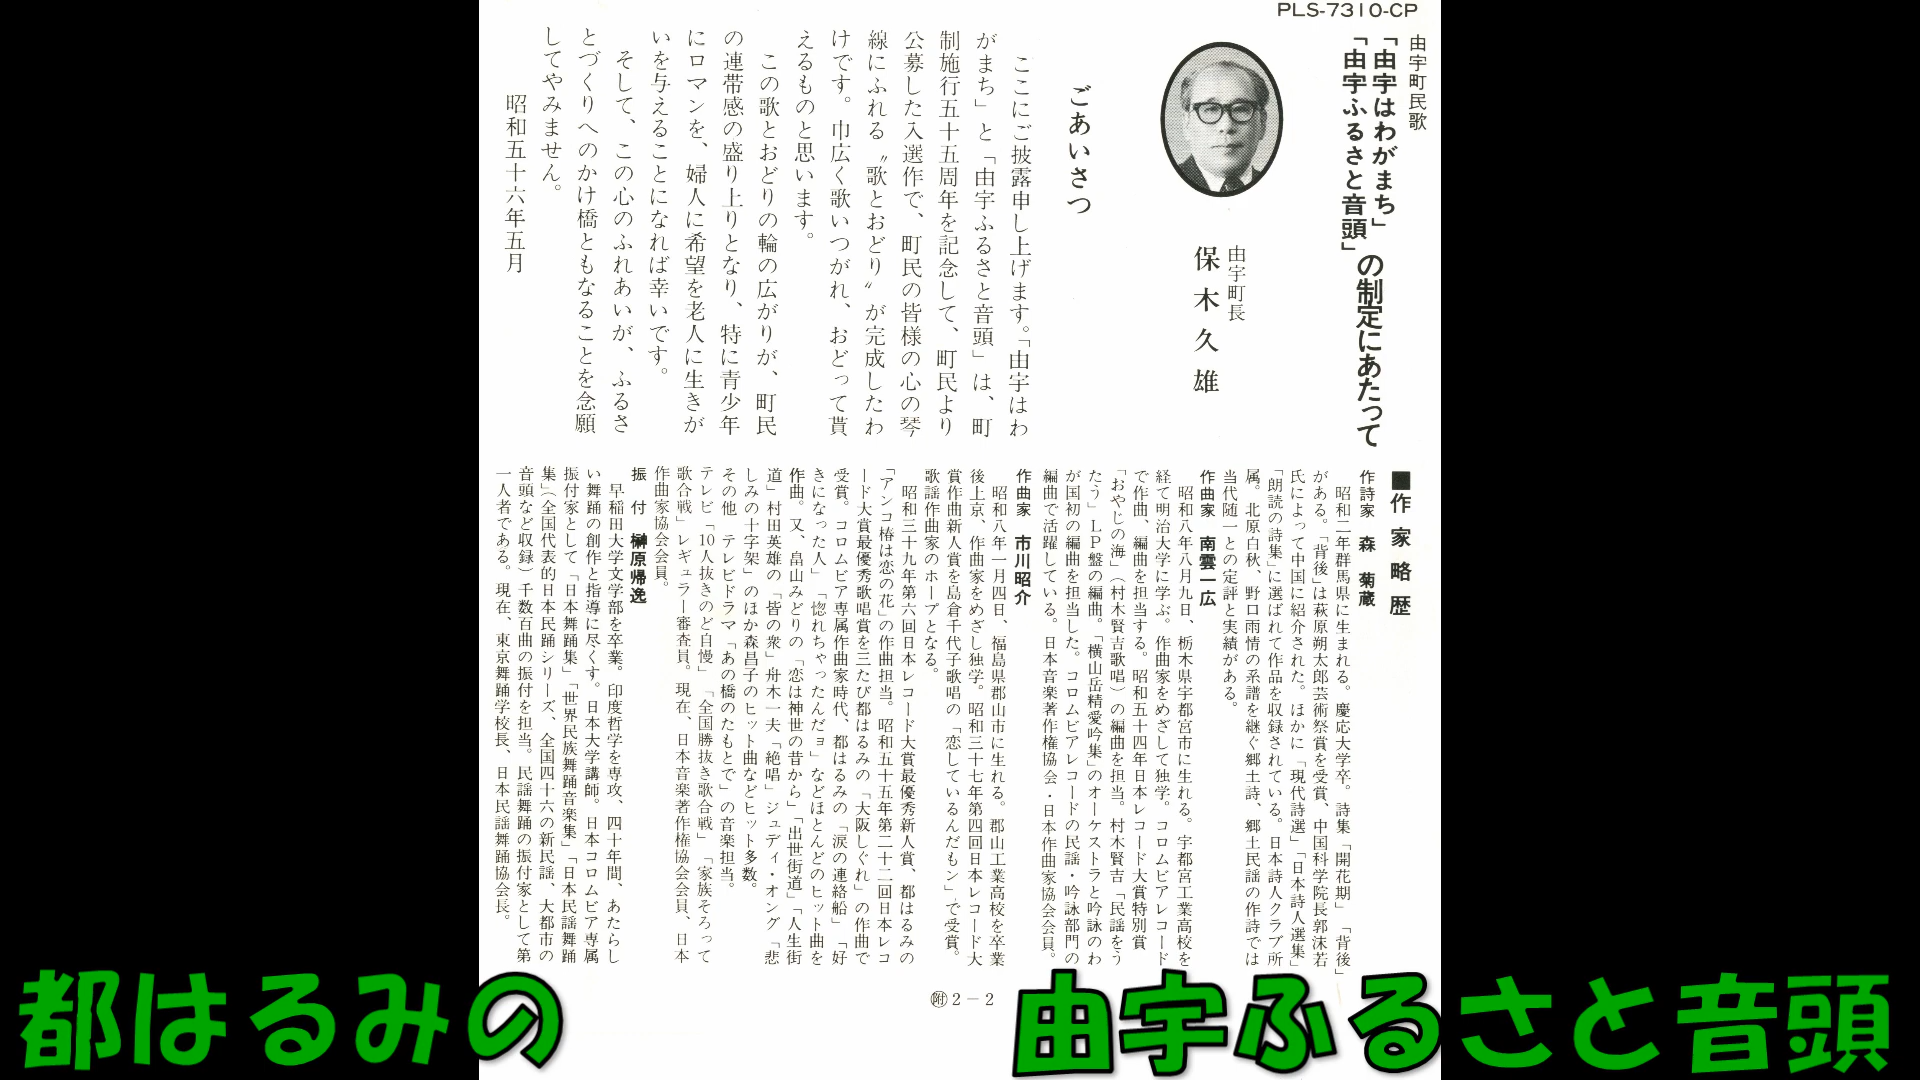 PLS-7310-CP
由宇町民歌
「由宇はわがまち」
「由宇ふるさと音頭」
の制定にあたって
由宇町長
保木久雄
ごあいさつ
ここにご披露申し上げます。「由宇はわ
がまち」と「由宇ふるさと音頭」は、町
制施行五十五周年を記念して、町民より
公募した入選作で、町民の皆様の心の琴
線にふれる〝歌とおどり〟が完成したわ
けです。巾広く歌いつがれ、おどって貰
えるものと思います。
この歌とおどりの輪の広がりが、町民
の連帯感の盛り上りとなり、特に青少年
にロマンを、婦人に希望を老人に生きが
いを与えることになれば幸いです。
そして、この心のふれあいが、ふるさ
とづくりへのかけ橋ともなることを念願
してやみません。
昭和五十六年五月
■作家略歴
作詩家 森 菊蔵
昭和二年群馬県に生まれる。慶応大学卒。詩集「開花期」「背後」
がある。「背後」は萩原朔太郎芸術祭賞を受賞、中国科学院長郭沫若
氏によって中国に紹介された。ほかに「現代詩選」「日本詩人選集」
「朗読の詩集」に選ばれて作品を収録されている。日本詩人クラブ所
属。北原白秋、野口雨情の系譜を継ぐ郷土詩、郷土民謡の作詩では
当代随一との定評と実績がある。
作曲家 南雲一広
昭和八年八月九日、栃木県宇都宮市に生れる。宇都宮工業高校を
経て明治大学に学ぶ。作曲家をめざして独学。コロムビアレコード
で作曲、編曲を担当する。昭和五十四年日本レコード大賞特別賞
「おやじの海」（村木賢吉歌唱）の編曲を担当。村木賢吉「民謡をう
たう」LP盤の編曲。「横山岳精愛吟集」のオーケストラと吟詠のわ
が国初の編曲を担当した。コロムビアレコードの民謡・吟詠部門の
編曲で活躍している。日本音楽著作権協会・日本作曲家協会会員。
作曲家 市川昭介
昭和八年一月四日、福島県郡山市に生れる。郡山工業高校を卒業
後上京、作曲家をめざし独学。昭和三十七年第四回日本レコード大
賞作曲新人賞を島倉千代子歌唱の「恋しているんだもン」で受賞。
歌謡作曲家のホープとなる。
昭和三十九年第六回日本レコード大賞最優秀新人賞、都はるみの
「アンコ椿は恋の花」の作曲担当。昭和五十五年第二十二回日本レコ
ード大賞最優秀歌唱賞を三たび都はるみの「大阪しぐれ」の作曲で
受賞。コロムビア専属作曲家時代、都はるみの「涙の連絡船」「好
きになった人」「惚れちゃったんだョ」などほとんどのヒット曲を
作曲。又、畠山みどりの「恋は神世の昔から」「出世街道」「人生街
道」村田英雄の「皆の衆」舟木一夫「絶唱」ジュディ・オング「悲
しみの十字架」のほか森昌子のヒット曲などヒット多数。
その他、テレビドラマ「あの橋のたもとで」の音楽担当。
テレビ「10人抜きのど自慢」「全国勝抜き歌合戦」「家族そろって
歌合戦」レギュラー審査員。現在、日本音楽著作権協会会員、日本
作曲家協会会員。
振付 榊原帰逸
早稲田大学文学部を卒業。印度哲学を専攻、四十年間、あたらし
い舞踊の創作と指導に尽くす。日本大学講師。日本コロムビア専属
振付家として「日本舞踊集」「世界民族舞踊音楽集」「日本民謡舞踊
集」（全国代表的日本民踊シリーズ、全国四十六の新民謡、大都市の
音頭など収録）千数百曲の振付を担当。民謡舞踊の振付家として第
一人者である。現在、東京舞踊学校長、日本民謡舞踊協会長。
㊟2－2
都はるみの
由宇ふるさと音頭